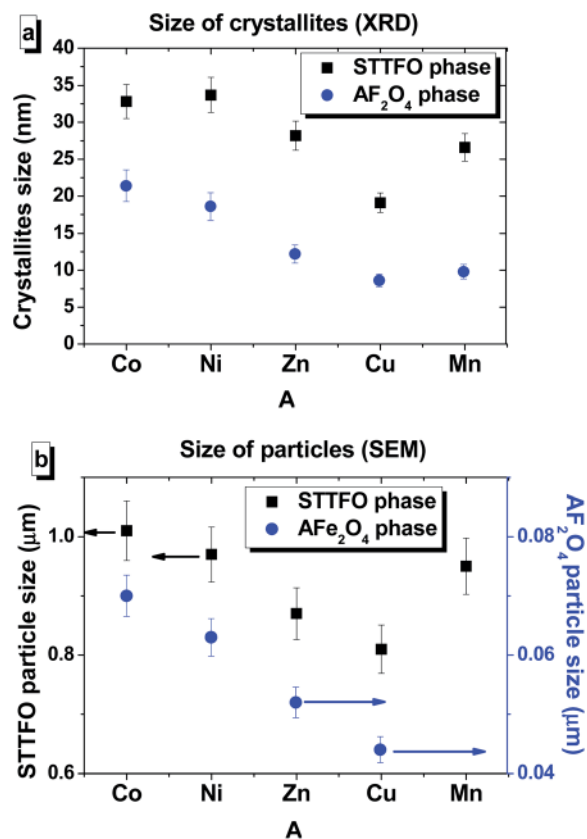 a
Size of crystallites (XRD)
STTFO phase
AF₂O₄ phase
Crystallites size (nm)
40
35
30
25
20
15
10
5
0
Co Ni Zn Cu Mn
A
b
Size of particles (SEM)
STTFO phase
AFe₂O₄ phase
STTFO particle size (μm)
1.0
0.8
0.6
0.08
0.06
0.04
AF₂O₄ particle size (μm)
Co Ni Zn Cu Mn
A